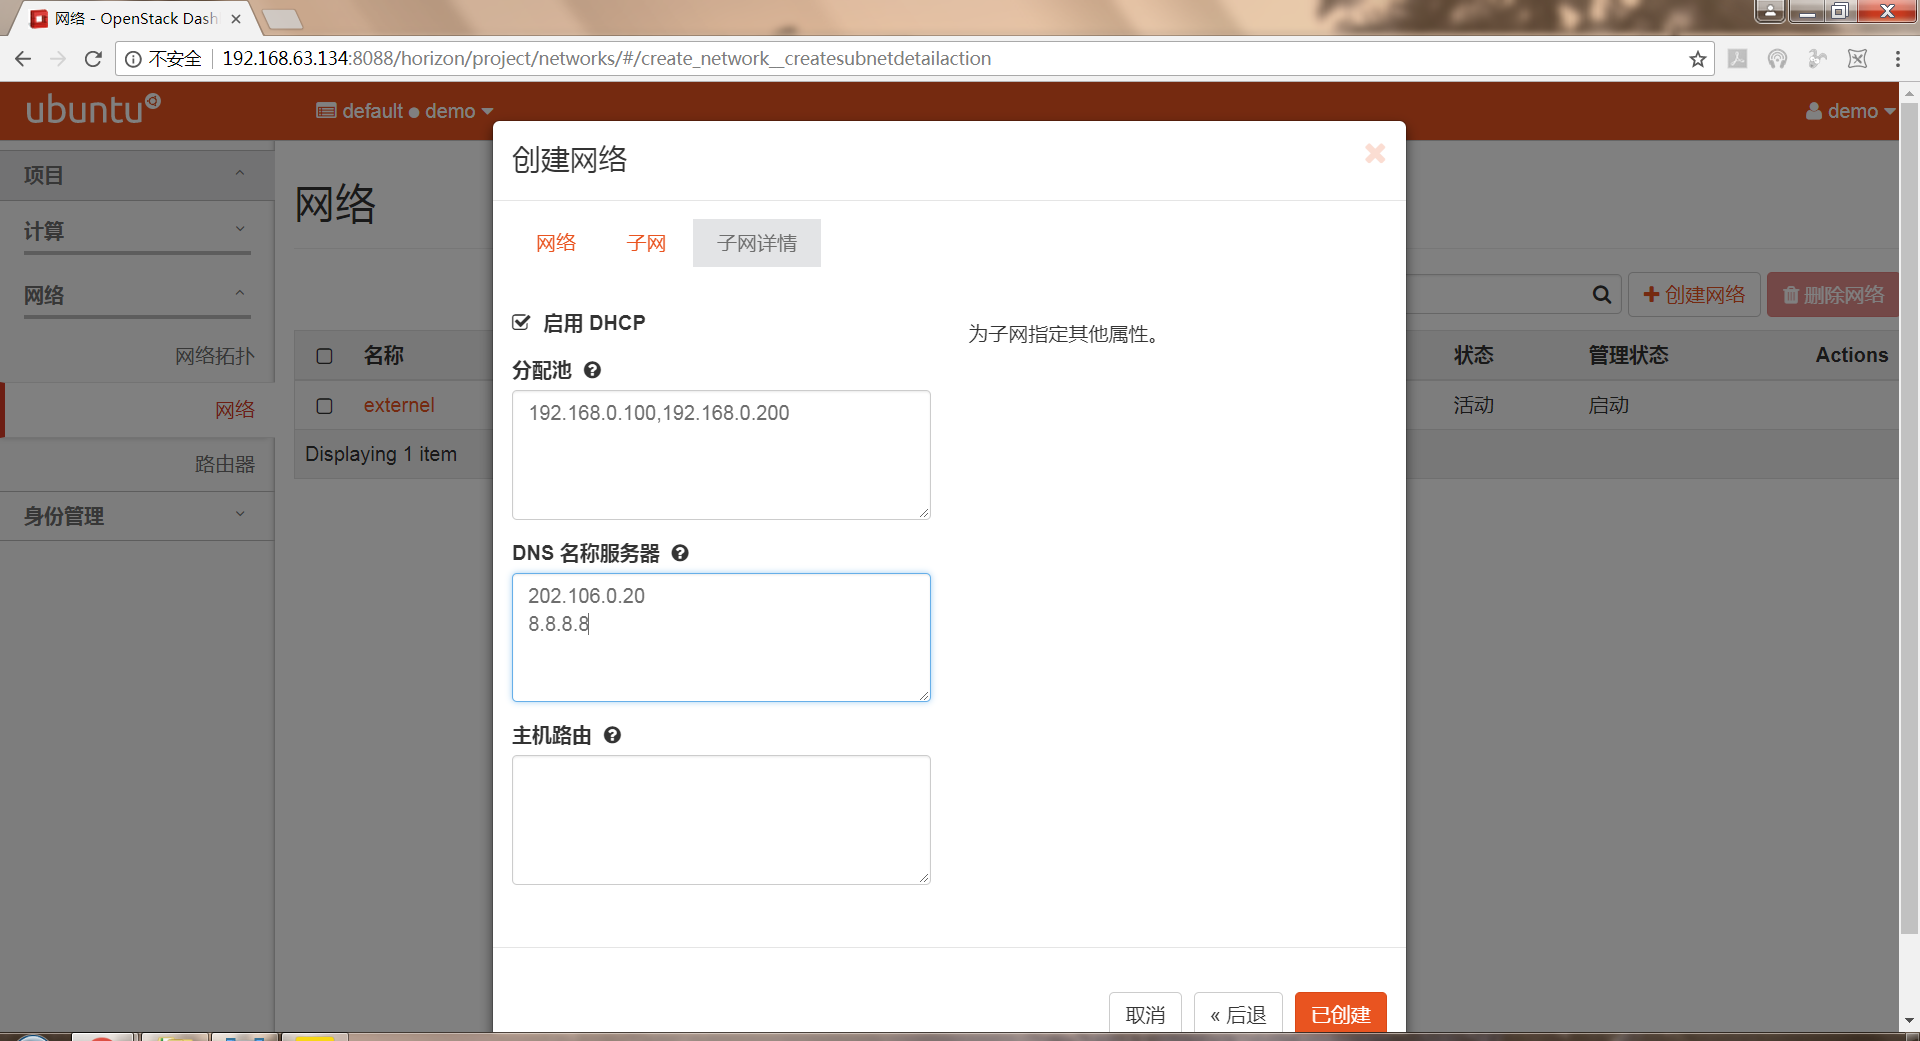 网络 - OpenStack Dash
不安全
192.168.63.134:8088/horizon/project/networks/#/create_network__createsubnetdetailaction
ubuntu
default ● demo
demo
项目
计算
网络
网络拓扑
网络
路由器
身份管理
网络
创建网络
删除网络
名称
状态
管理状态
Actions
externel
活动
启动
Displaying 1 item
创建网络
网络
子网
子网详情
启用 DHCP
为子网指定其他属性。
分配池
192.168.0.100,192.168.0.200
DNS 名称服务器
202.106.0.20
8.8.8.8
主机路由
取消
« 后退
已创建